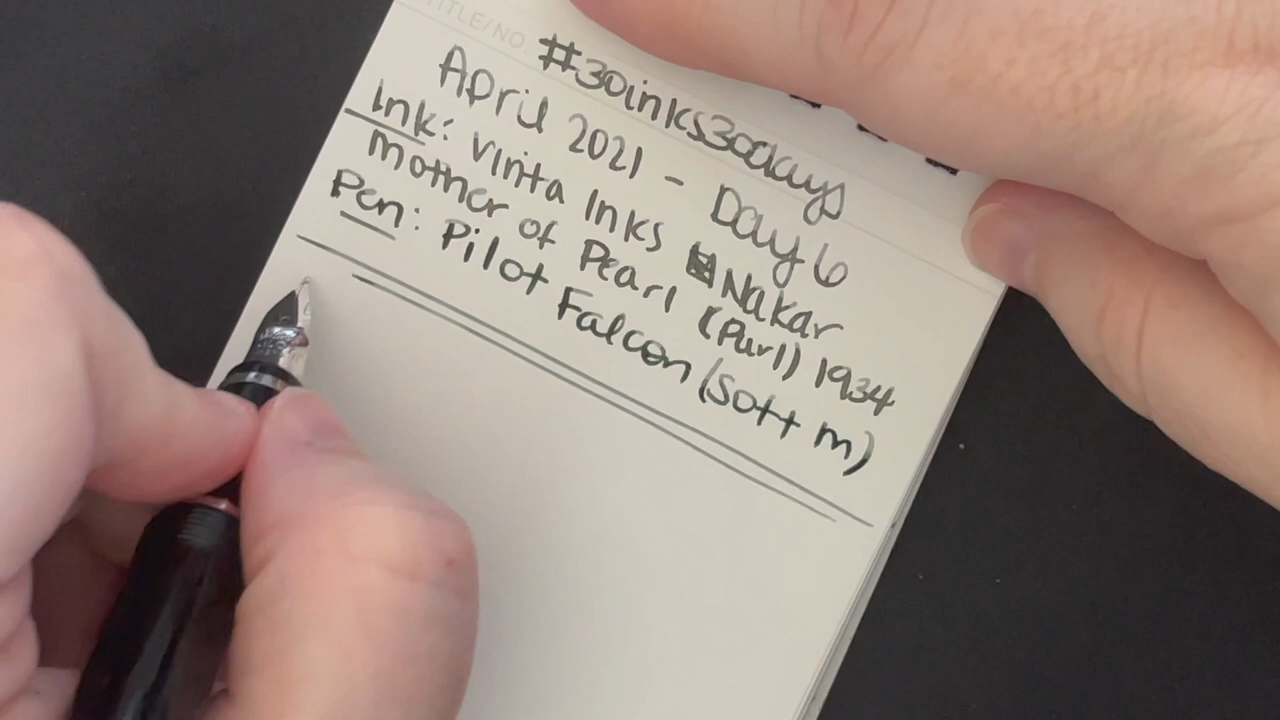 TITLE/NO.
#30inks30days
April 2021 - Day 6
Ink: Vinta Inks Nakar
Mother of Pearl (Purl) 1934
Pen: Pilot Falcon (Soft m)